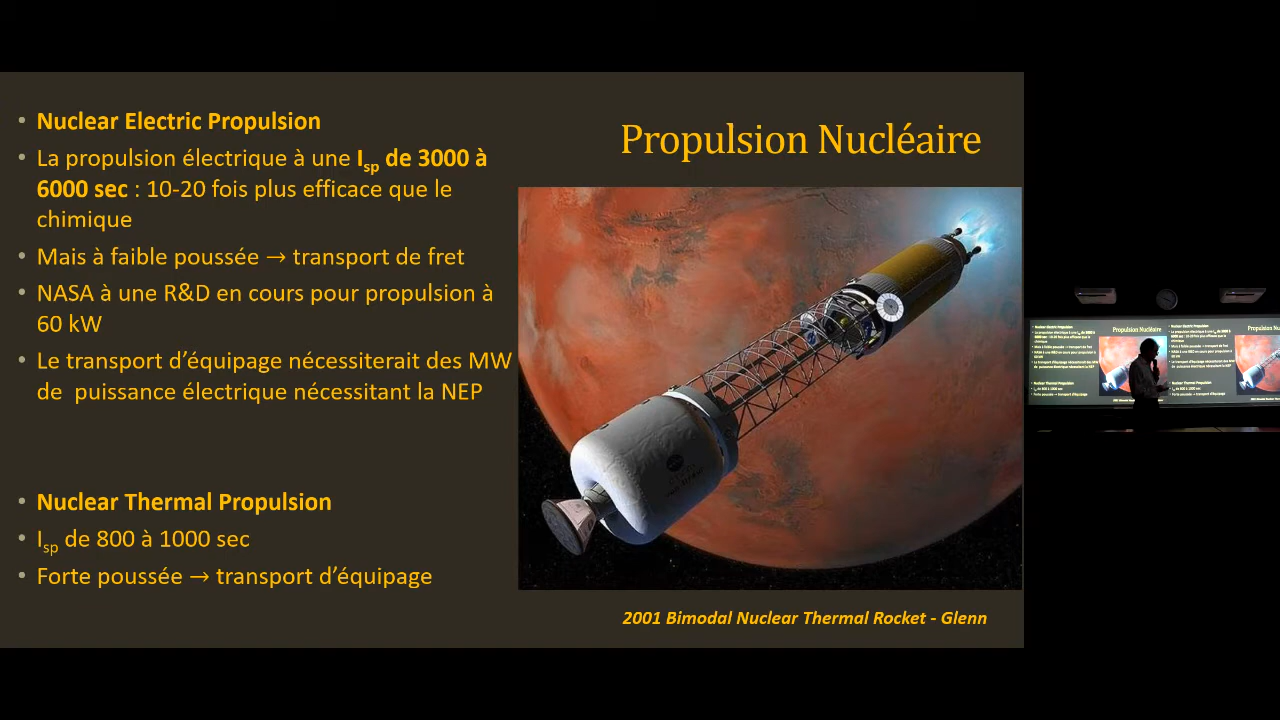 Propulsion Nucléaire
• Nuclear Electric Propulsion
• La propulsion électrique à une Isp de 3000 à
6000 sec : 10-20 fois plus efficace que le
chimique
• Mais à faible poussée → transport de fret
• NASA à une R&D en cours pour propulsion à
60 kW
• Le transport d’équipage nécessiterait des MW
de puissance électrique nécessitant la NEP
• Nuclear Thermal Propulsion
• Isp de 800 à 1000 sec
• Forte poussée → transport d’équipage
2001 Bimodal Nuclear Thermal Rocket - Glenn
Propulsion Nucléaire